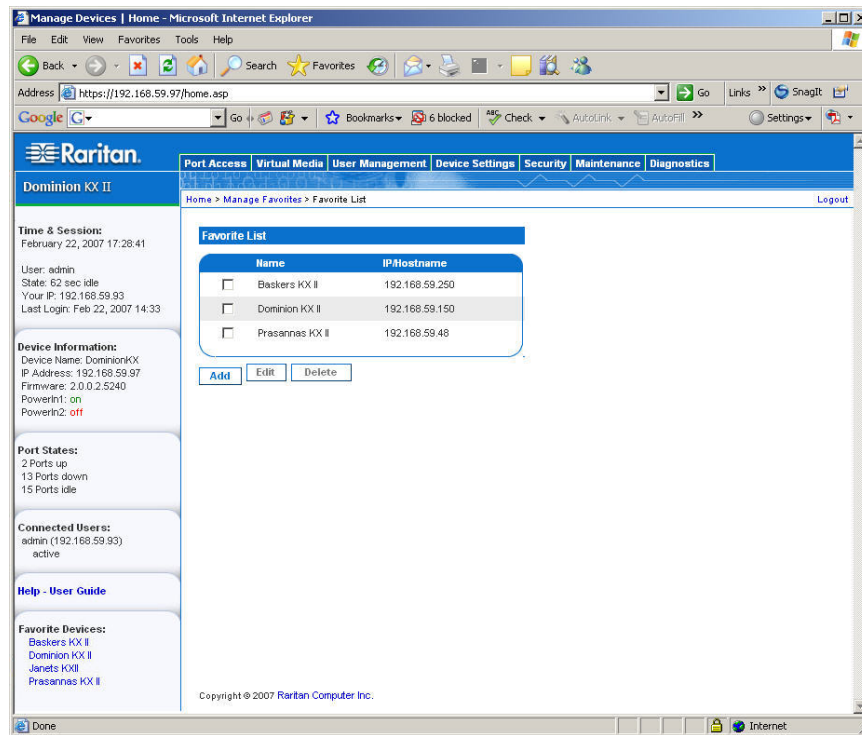 Manage Devices | Home - Microsoft Internet Explorer
File Edit View Favorites Tools Help
Back Search Favorites
Address https://192.168.59.97/home.asp Go Links » SnagIt
Google G Go Bookmarks 6 blocked ABC Check AutoLink AutoFill » Settings
Raritan.
Dominion KX II
Port Access Virtual Media User Management Device Settings Security Maintenance Diagnostics
Home > Manage Favorites > Favorite List Logout
Time & Session:
February 22, 2007 17:28:41
User: admin
State: 62 sec idle
Your IP: 192.168.59.93
Last Login: Feb 22, 2007 14:33
Device Information:
Device Name: DominionKX
IP Address: 192.168.59.97
Firmware: 2.0.0.2.5240
PowerIn1: on
PowerIn2: off
Port States:
2 Ports up
13 Ports down
15 Ports idle
Connected Users:
admin (192.168.59.93)
active
Help - User Guide
Favorite Devices:
Baskers KX II
Dominion KX II
Janets KXII
Prasannas KX II
Favorite List
Name IP/Hostname
Baskers KX II 192.168.59.250
Dominion KX II 192.168.59.150
Prasannas KX II 192.168.59.48
Add Edit Delete
Copyright © 2007 Raritan Computer Inc.
Done Internet